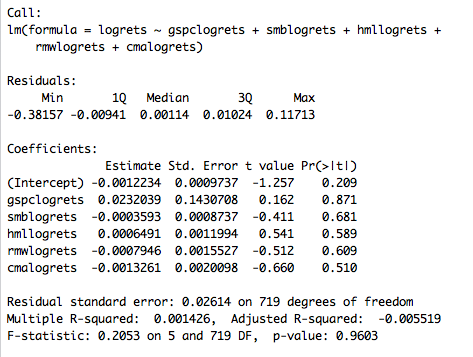 Call:
lm(formula = logrets ~ gspclogrets + smblogrets + hmllogrets +
    rmwlogrets + cmalogrets)
Residuals:
     Min       1Q   Median       3Q      Max
-0.38157 -0.00941  0.00114  0.01024  0.11713
Coefficients:
              Estimate Std. Error t value Pr(>|t|)
(Intercept) -0.0012234  0.0009737  -1.257    0.209
gspclogrets  0.0232039  0.1430708   0.162    0.871
smblogrets  -0.0003593  0.0008737  -0.411    0.681
hmllogrets   0.0006491  0.0011994   0.541    0.589
rmwlogrets  -0.0007946  0.0015527  -0.512    0.609
cmalogrets  -0.0013261  0.0020098  -0.660    0.510
Residual standard error: 0.02614 on 719 degrees of freedom
Multiple R-squared:  0.001426,  Adjusted R-squared:  -0.005519
F-statistic: 0.2053 on 5 and 719 DF,  p-value: 0.9603